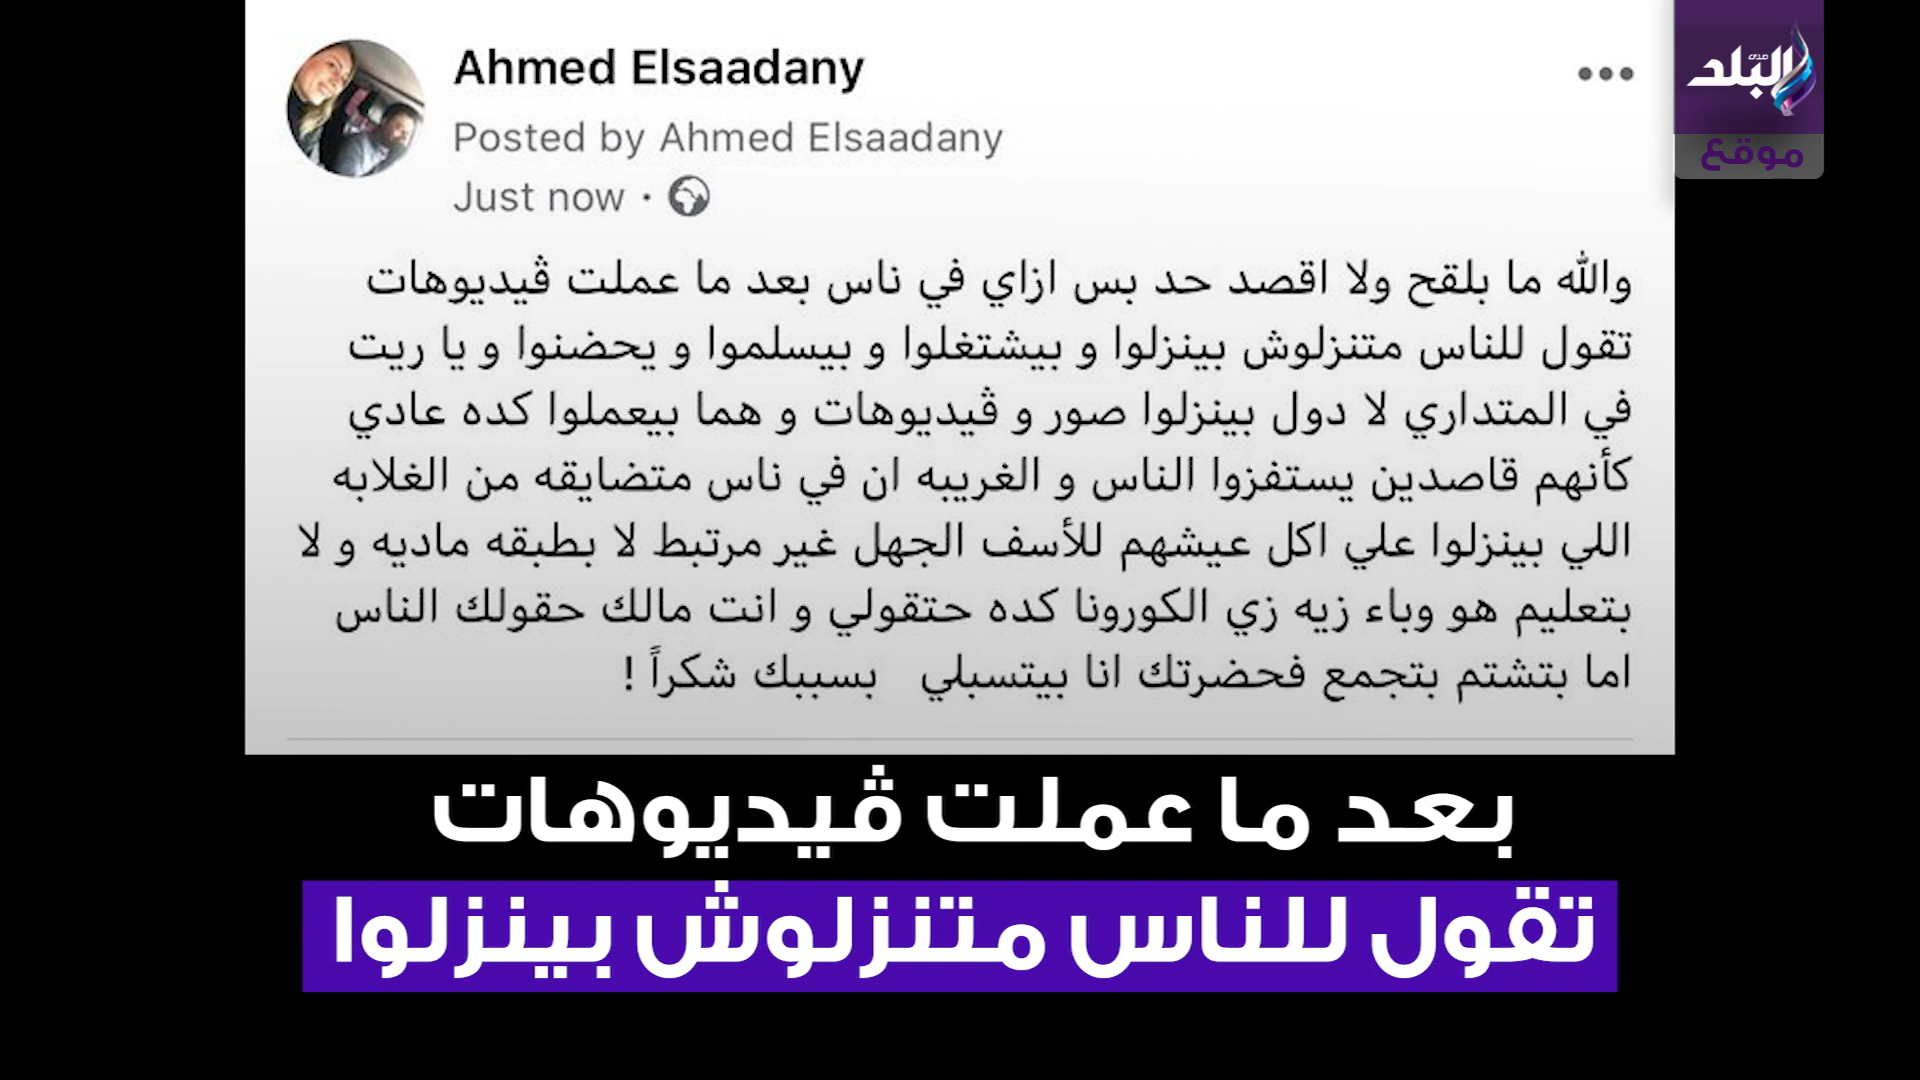 Ahmed Elsaadany
Posted by Ahmed Elsaadany
Just now ·
والله ما بلقح ولا اقصد حد بس ازاي في ناس بعد ما عملت ڤيديوهات
تقول للناس متنزلوش بينزلوا و بيشتغلوا و بيسلموا و يحضنوا و يا ريت
في المتداري لا دول بينزلوا صور و ڤيديوهات و هما بيعملوا كده عادي
كأنهم قاصدين يستفزوا الناس و الغريبه ان في ناس متضايقه من الغلابه
اللي بينزلوا علي اكل عيشهم للأسف الجهل غير مرتبط لا بطبقه ماديه و لا
بتعليم هو وباء زيه زي الكورونا كده حتقولي و انت مالك حقولك الناس
اما بتشتم بتجمع فحضرتك انا بيتسبلي بسببك شكراً !
صدى البلد
موقع
بعد ما عملت ڤيديوهات
تقول للناس متنزلوش بينزلوا